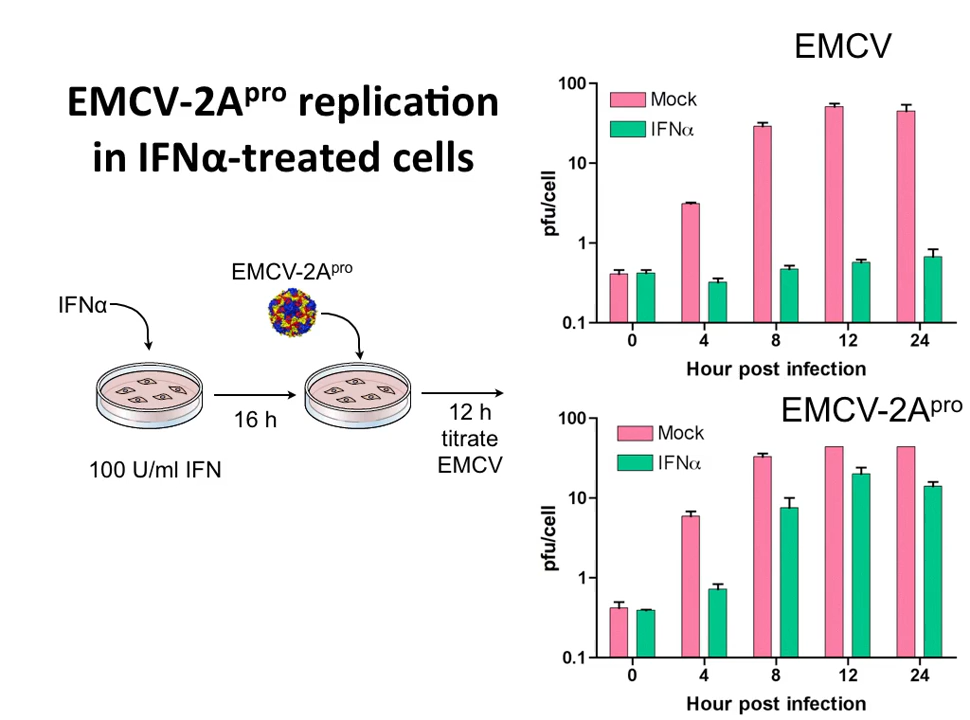 EMCV-2Apro replication
in IFNα-treated cells
IFNα
EMCV-2Apro
16 h
12 h
titrate
EMCV
100 U/ml IFN
EMCV
Mock
IFNα
pfu/cell
100
10
1
0.1
0 4 8 12 24
Hour post infection
EMCV-2Apro
Mock
IFNα
pfu/cell
100
10
1
0.1
0 4 8 12 24
Hour post infection